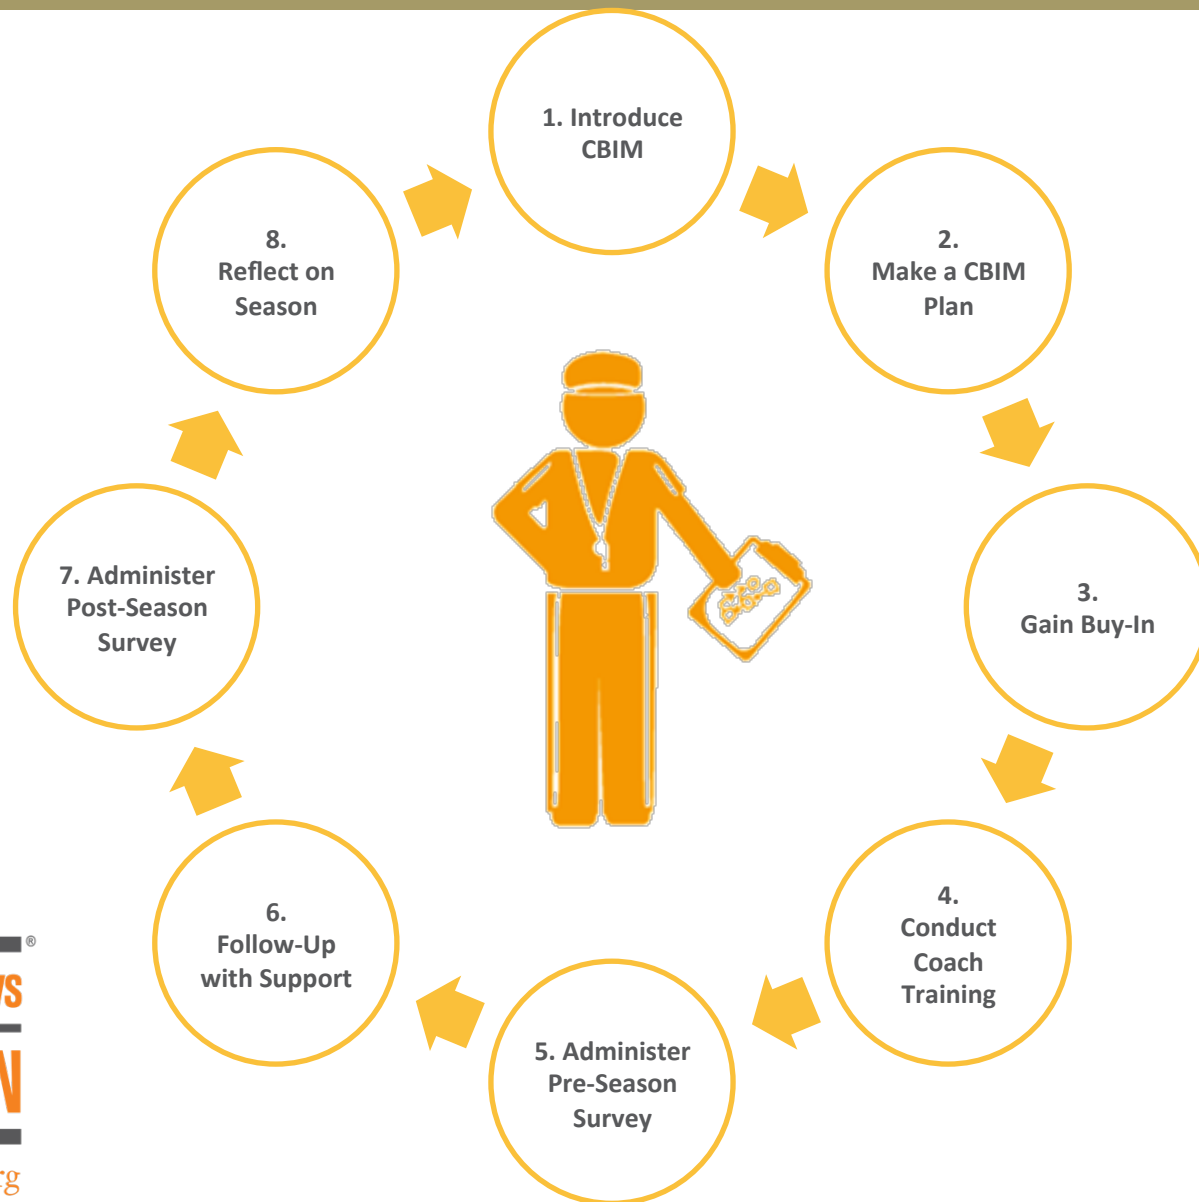 1. Introduce
CBIM
2.
Make a CBIM
Plan
3.
Gain Buy-In
4.
Conduct
Coach
Training
5. Administer
Pre-Season
Survey
6.
Follow-Up
with Support
7. Administer
Post-Season
Survey
8.
Reflect on
Season
®